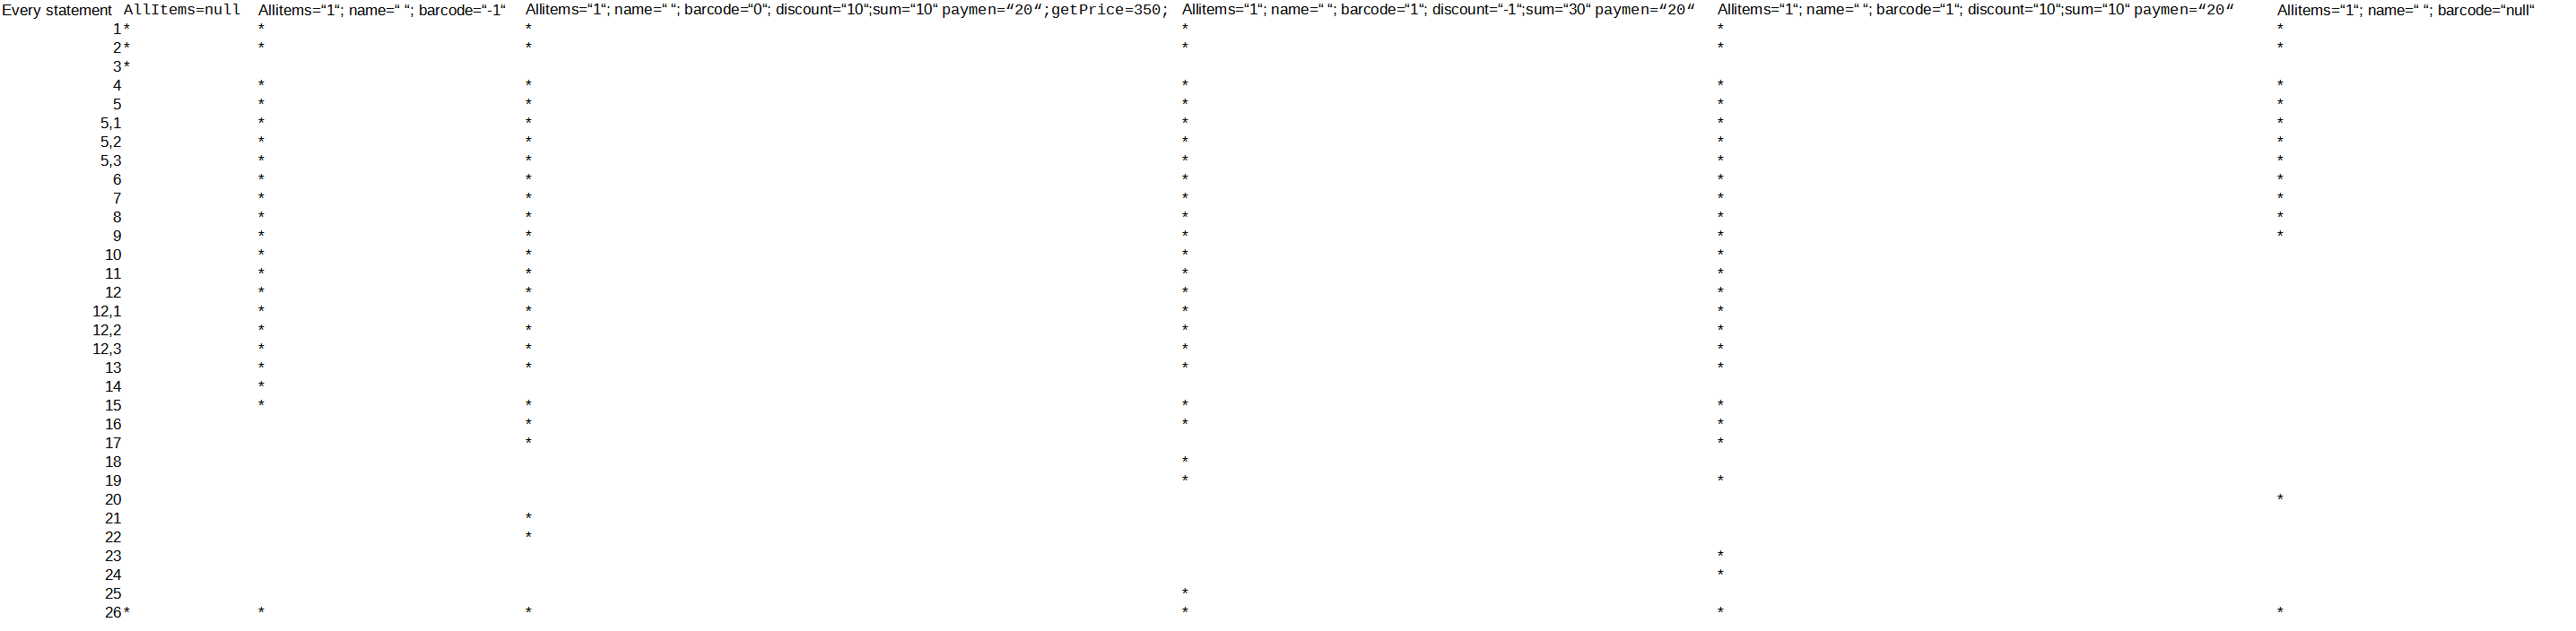 Every statement AllItems=null Allitems=“1“; name=“ “; barcode=“-1“ Allitems=“1“; name=“ “; barcode=“0“; discount=“10“;sum=“10“ paymen=“20“;getPrice=350; Allitems=“1“; name=“ “; barcode=“1“; discount=“-1“;sum=“30“ paymen=“20“ Allitems=“1“; name=“ “; barcode=“1“; discount=“10“;sum=“10“ paymen=“20“ Allitems=“1“; name=“ “; barcode=“null“
1 * * * * * *
2 * * * * * *
3 *
4 * * * * *
5 * * * * *
5,1 * * * * *
5,2 * * * * *
5,3 * * * * *
6 * * * * *
7 * * * * *
8 * * * * *
9 * * * * *
10 * * * *
11 * * * *
12 * * * *
12,1 * * * *
12,2 * * * *
12,3 * * * *
13 * * * *
14 *
15 * * * *
16 * * *
17 * *
18 *
19 * *
20 *
21 *
22 *
23 *
24 *
25 *
26 * * * * * *